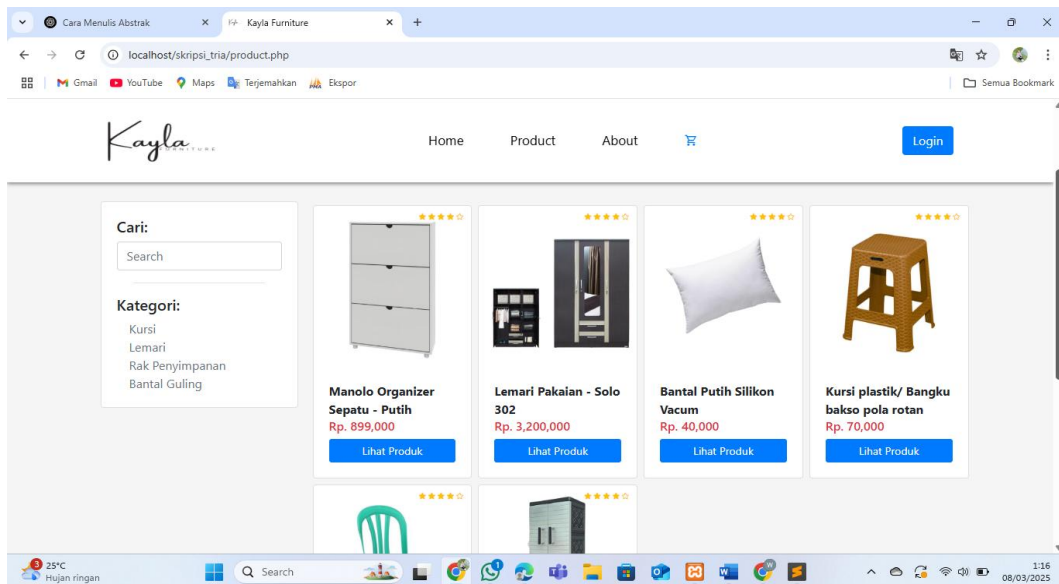 Cara Menulis Abstrak
Kayla Furniture
localhost/skripsi_tria/product.php
Gmail
YouTube
Maps
Terjemahkan
Ekspor
Semua Bookmark
Kayla
FURNITURE
Home
Product
About
Login
Cari:
Search
Kategori:
Kursi
Lemari
Rak Penyimpanan
Bantal Guling
Manolo Organizer
Sepatu - Putih
Rp. 899,000
Lihat Produk
Lemari Pakaian - Solo
302
Rp. 3,200,000
Lihat Produk
Bantal Putih Silikon
Vacum
Rp. 40,000
Lihat Produk
Kursi plastik/ Bangku
bakso pola rotan
Rp. 70,000
Lihat Produk
3
25°C
Hujan ringan
Search
1:16
08/03/2025